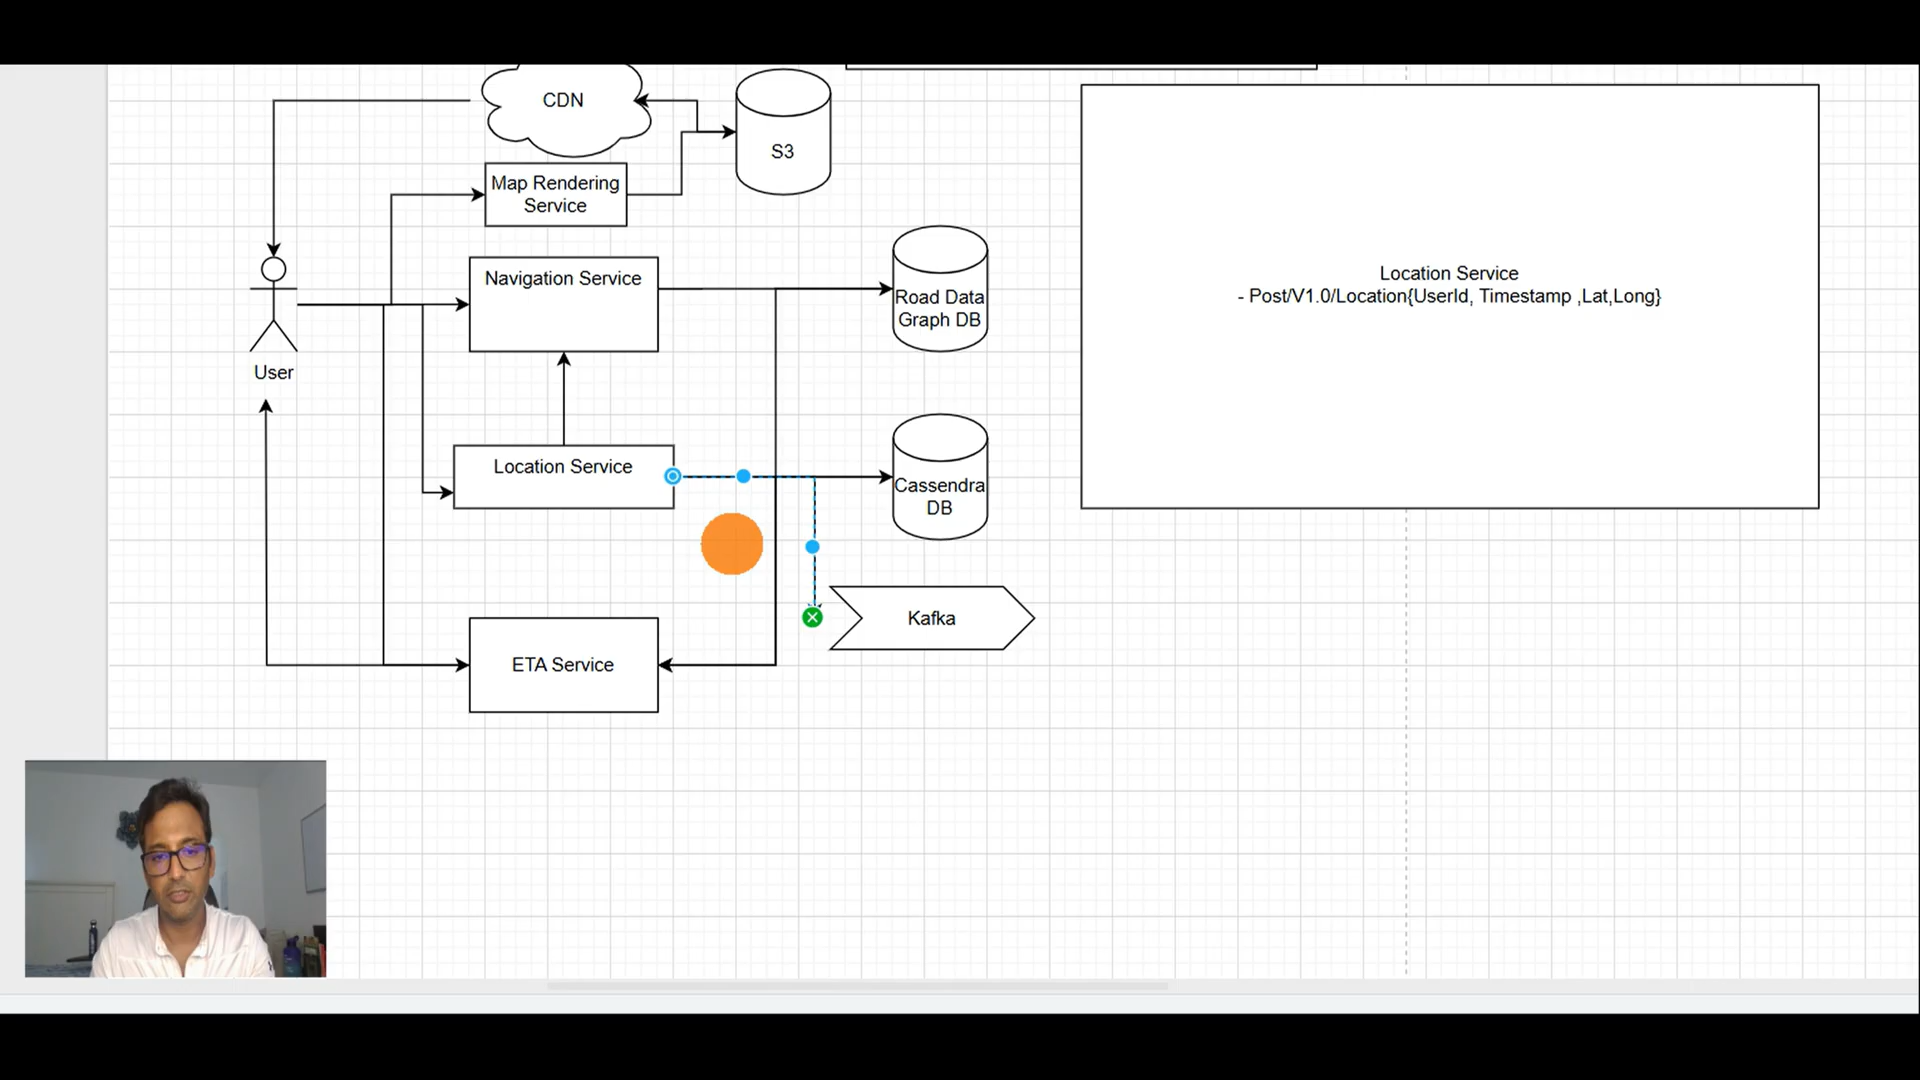 CDN
S3
Map Rendering
Service
Navigation Service
Road Data
Graph DB
User
Location Service
Cassendra
DB
Kafka
ETA Service
Location Service
- Post/V1.0/Location{UserId, Timestamp ,Lat,Long}